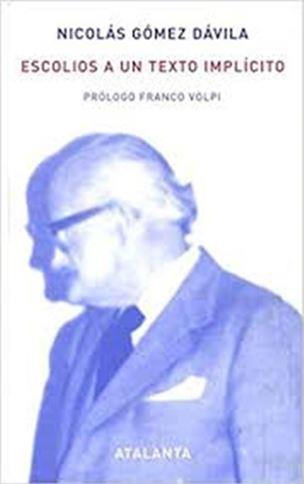 NICOLÁS GÓMEZ DÁVILA
ESCOLIOS A UN TEXTO IMPLÍCITO
PRÓLOGO FRANCO VOLPI
ATALANTA